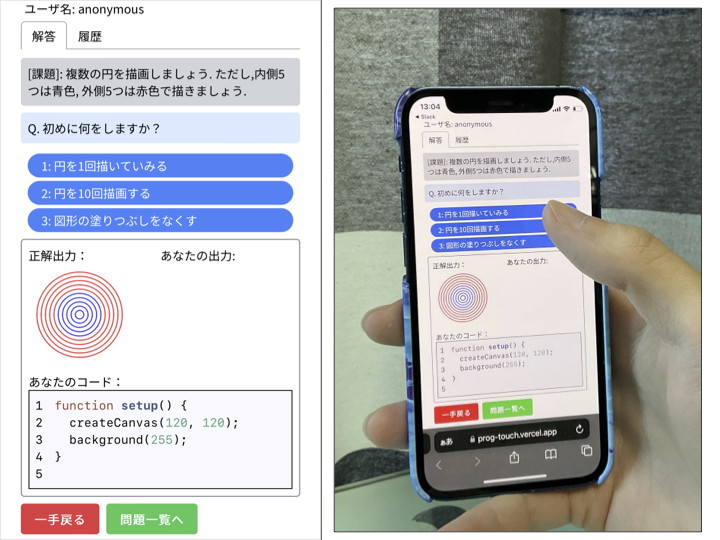 ユーザ名: anonymous
解答 履歴
[課題]: 複数の円を描画しましょう. ただし,内側5
つは青色, 外側5つは赤色で描きましょう.
Q. 初めに何をしますか？
1: 円を1回描いていみる
2: 円を10回描画する
3: 図形の塗りつぶしをなくす
正解出力： あなたの出力:
あなたのコード：
1 function setup() {
2 createCanvas(120, 120);
3 background(255);
4 }
5
一手戻る 問題一覧へ
13:04
◀ Slack
ユーザ名: anonymous
解答 履歴
[課題]: 複数の円を描画しましょう. ただし,内側5
つは青色, 外側5つは赤色で描きましょう.
Q. 初めに何をしますか？
1: 円を1回描いていみる
2: 円を10回描画する
3: 図形の塗りつぶしをなくす
正解出力： あなたの出力:
あなたのコード：
1 function setup() {
2 createCanvas(120, 120);
3 background(255);
4 }
5
一手戻る 問題一覧へ
ぁあ prog-touch.vercel.app